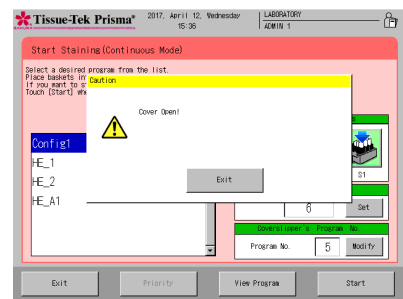 Tissue-Tek Prisma*
SAKURA
2017, April 12, Wednesday
15:36
LABORATORY
ADMIN 1
Start Staining(Continuous Mode)
Select a desired program from the list.
Place baskets in
If you want to s
Touch [Start] whe
Caution
Cover Open!
Exit
Config1
HE_1
HE_2
HE_A1
S1
6
Set
Coverslipper's Program No.
Program No.
5
Modify
Exit
Priority
View Program
Start